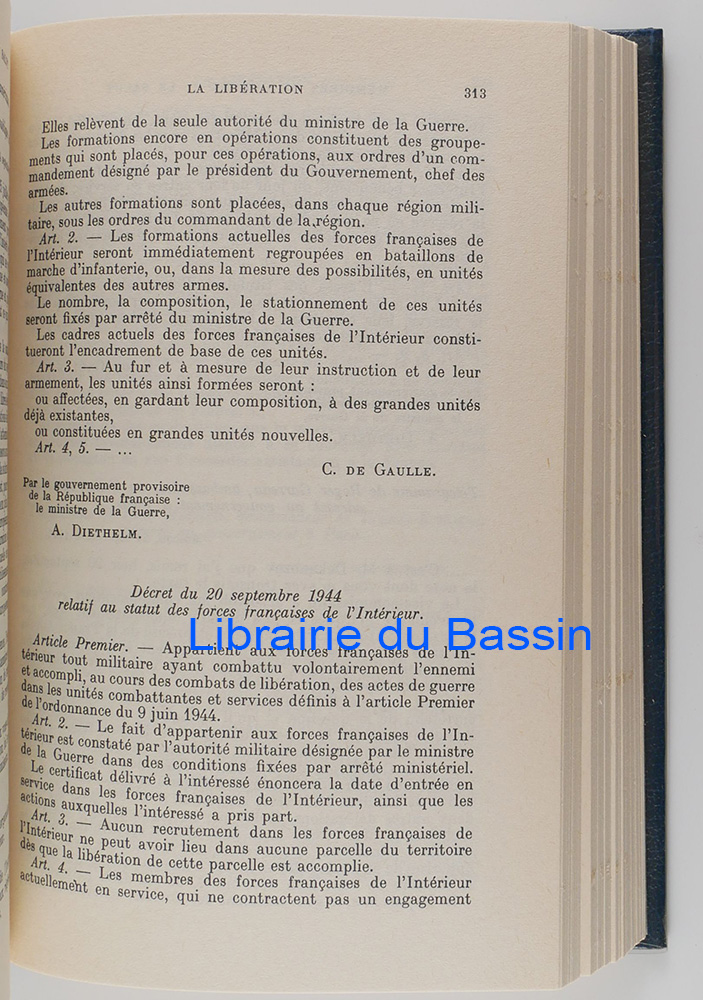 LA LIBÉRATION 313
Elles relèvent de la seule autorité du ministre de la Guerre.
Les formations encore en opérations constituent des groupe-
ments qui sont placés, pour ces opérations, aux ordres d'un com-
mandement désigné par le président du Gouvernement, chef des
armées.
Les autres formations sont placées, dans chaque région mili-
taire, sous les ordres du commandant de la région.
Art. 2. — Les formations actuelles des forces françaises de
l'Intérieur seront immédiatement regroupées en bataillons de
marche d'infanterie, ou, dans la mesure des possibilités, en unités
équivalentes des autres armes.
Le nombre, la composition, le stationnement de ces unités
seront fixés par arrêté du ministre de la Guerre.
Les cadres actuels des forces françaises de l'Intérieur consti-
tueront l'encadrement de base de ces unités.
Art. 3. — Au fur et à mesure de leur instruction et de leur
armement, les unités ainsi formées seront :
ou affectées, en gardant leur composition, à des grandes unités
déjà existantes,
ou constituées en grandes unités nouvelles.
Art. 4, 5. — ...
C. DE GAULLE.
Par le gouvernement provisoire
de la République française :
le ministre de la Guerre,
A. DIETHELM.
Décret du 20 septembre 1944
relatif au statut des forces françaises de l'Intérieur.
Librairie du Bassin
Article Premier. — Appartient aux forces françaises de l'In-
térieur tout militaire ayant combattu volontairement l'ennemi
et accompli, au cours des combats de libération, des actes de guerre
dans les unités combattantes et services définis à l'article Premier
de l'ordonnance du 9 juin 1944.
Art. 2. — Le fait d'appartenir aux forces françaises de l'In-
térieur est constaté par l'autorité militaire désignée par le ministre
de la Guerre dans des conditions fixées par arrêté ministériel.
Le certificat délivré à l'intéressé énoncera la date d'entrée en
service dans les forces françaises de l'Intérieur, ainsi que les
actions auxquelles l'intéressé a pris part.
Art. 3. — Aucun recrutement dans les forces françaises de
l'Intérieur ne peut avoir lieu dans aucune parcelle du territoire
dès que la libération de cette parcelle est accomplie.
Art. 4. — Les membres des forces françaises de l'Intérieur
actuellement en service, qui ne contractent pas un engagement